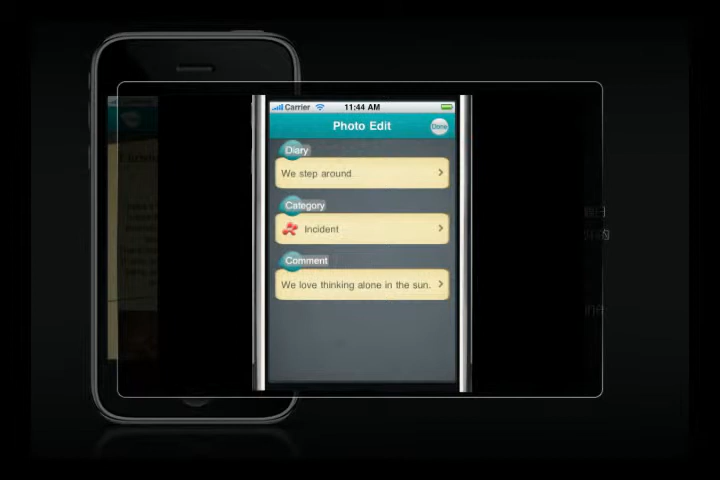 Carrier
11:44 AM
Photo Edit
Done
Diary
We step around
Category
Incident
Comment
We love thinking alone in the sun.